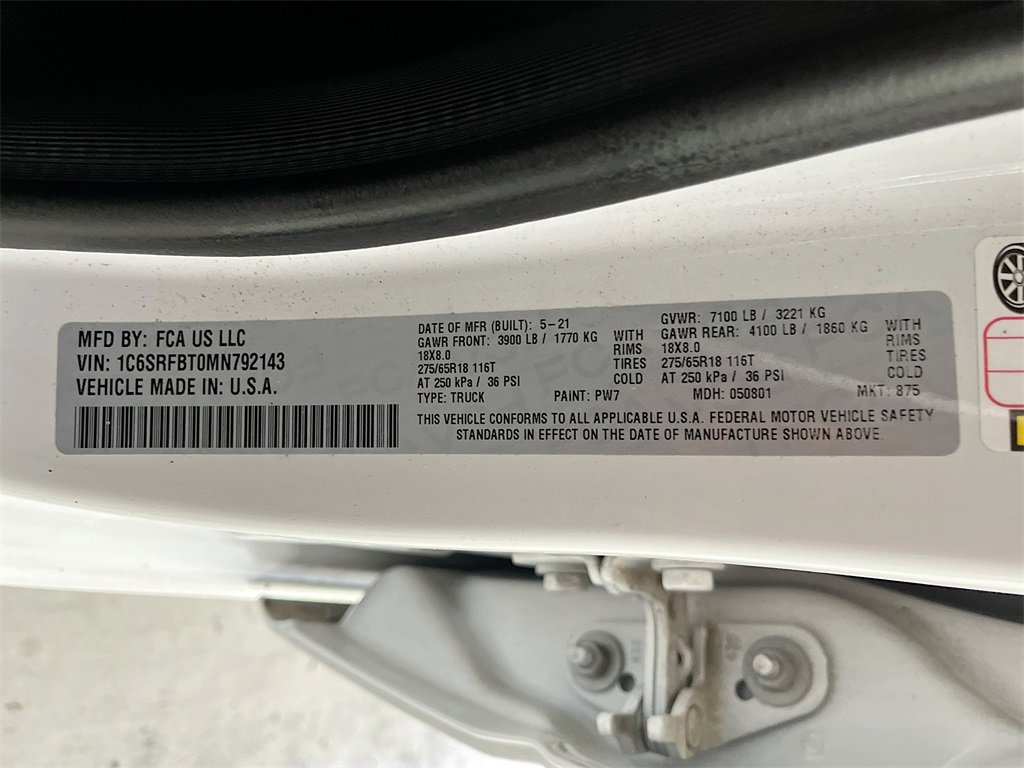 MFD BY: FCA US LLC
VIN: 1C6SRFBT0MN792143
VEHICLE MADE IN: U.S.A.
DATE OF MFR (BUILT): 5-21
GVWR: 7100 LB / 3221 KG
GAWR FRONT: 3900 LB / 1770 KG WITH
GAWR REAR: 4100 LB / 1860 KG WITH
18X8.0 RIMS
18X8.0 RIMS
275/65R18 116T TIRES
275/65R18 116T TIRES
AT 250 kPa / 36 PSI COLD
AT 250 kPa / 36 PSI COLD
TYPE: TRUCK PAINT: PW7 MDH: 050801 MKT: 875
THIS VEHICLE CONFORMS TO ALL APPLICABLE U.S.A. FEDERAL MOTOR VEHICLE SAFETY
STANDARDS IN EFFECT ON THE DATE OF MANUFACTURE SHOWN ABOVE.